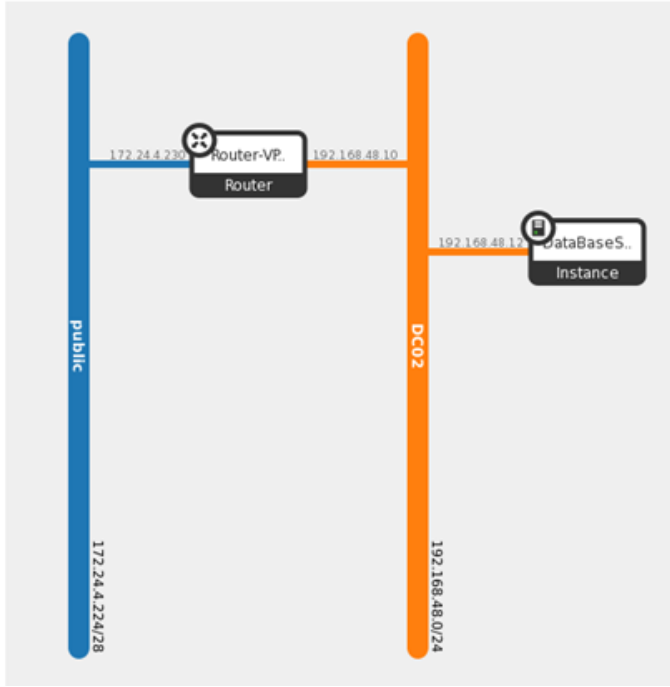 172.24.4.230
Router-VP..
Router
192.168.48.10
192.168.48.12
DataBaseS..
Instance
public
DC02
172.24.4.224/28
192.168.48.0/24